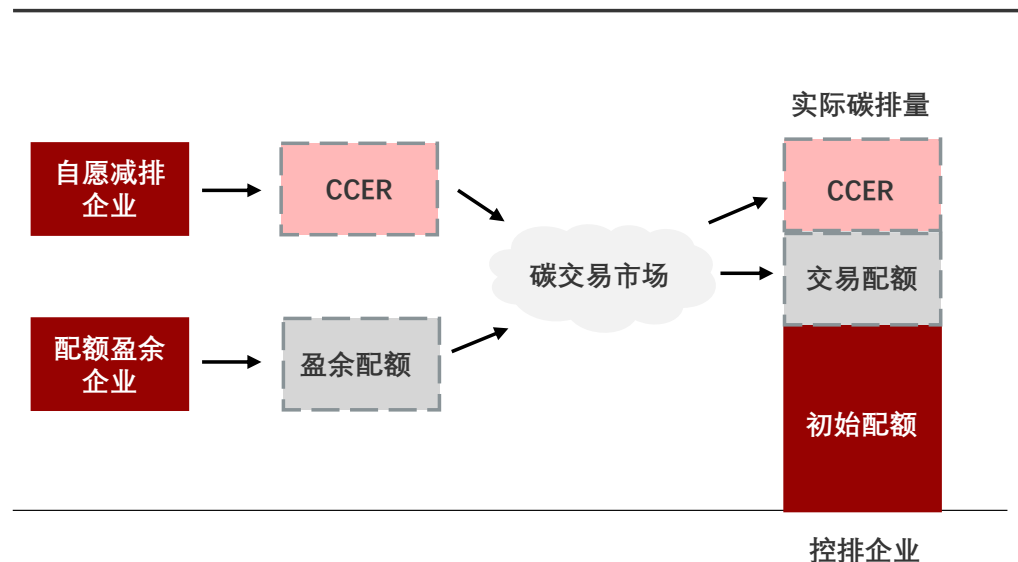 实际碳排量
自愿减排
企业
CCER
CCER
碳交易市场
交易配额
配额盈余
企业
盈余配额
初始配额
控排企业